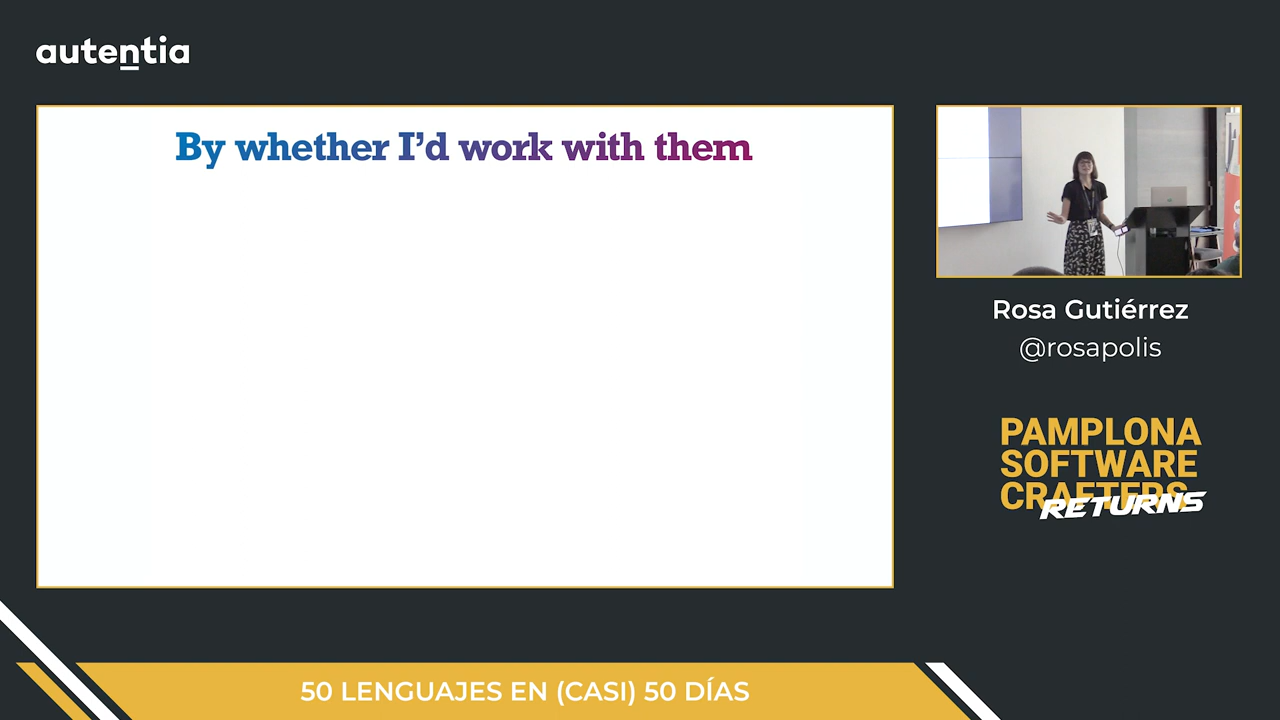 autentia
By whether I’d work with them
Rosa Gutiérrez
@rosapolis
PAMPLONA
SOFTWARE
CRAFTERS
RETURNS
50 LENGUAJES EN (CASI) 50 DÍAS